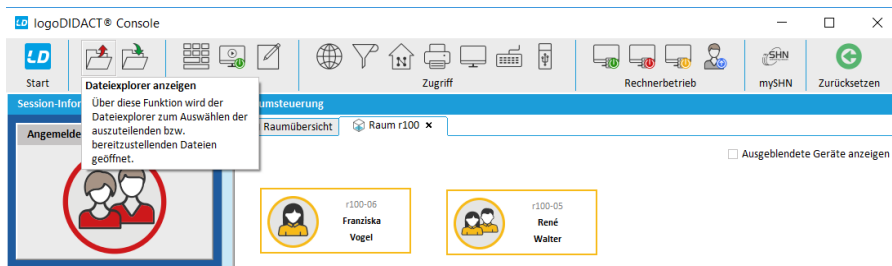 LD logoDIDACT® Console
LD
N
SHN
Start
Zugriff
Rechnerbetrieb
mySHN
Zurücksetzen
Dateiexplorer anzeigen
Über diese Funktion wird der
Dateiexplorer zum Auswählen der
auszuteilenden bzw.
bereitzustellenden Dateien
geöffnet.
Session-Infor
umsteuerung
Angemelde
Raumübersicht
Raum r100 ×
Ausgeblendete Geräte anzeigen
r100-06
Franziska
Vogel
r100-05
René
Walter